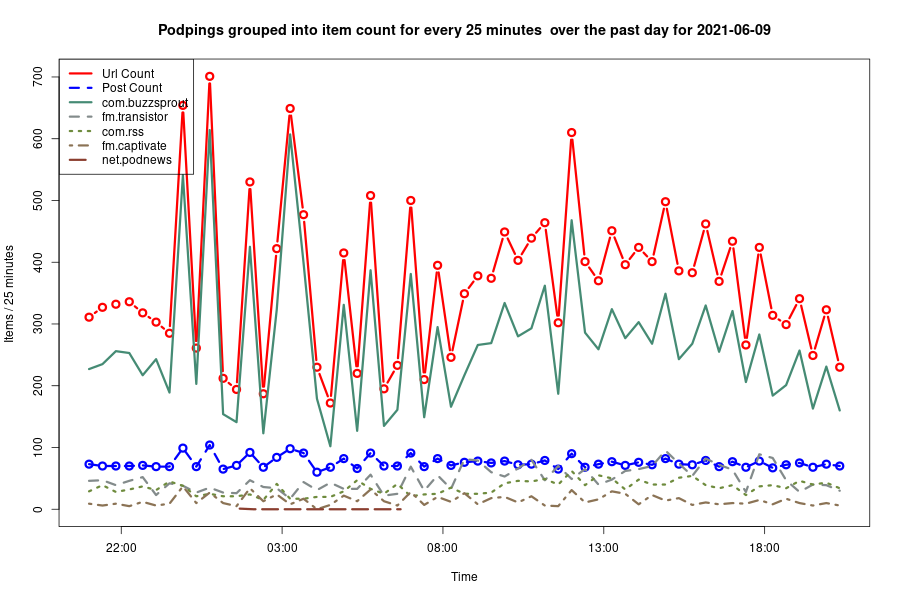 Podpings grouped into item count for every 25 minutes  over the past day for 2021-06-09
Url Count
Post Count
com.buzzsprout
fm.transistor
com.rss
fm.captivate
net.podnews
Items / 25 minutes
700
600
500
400
300
200
100
0
22:00 03:00 08:00 13:00 18:00
Time